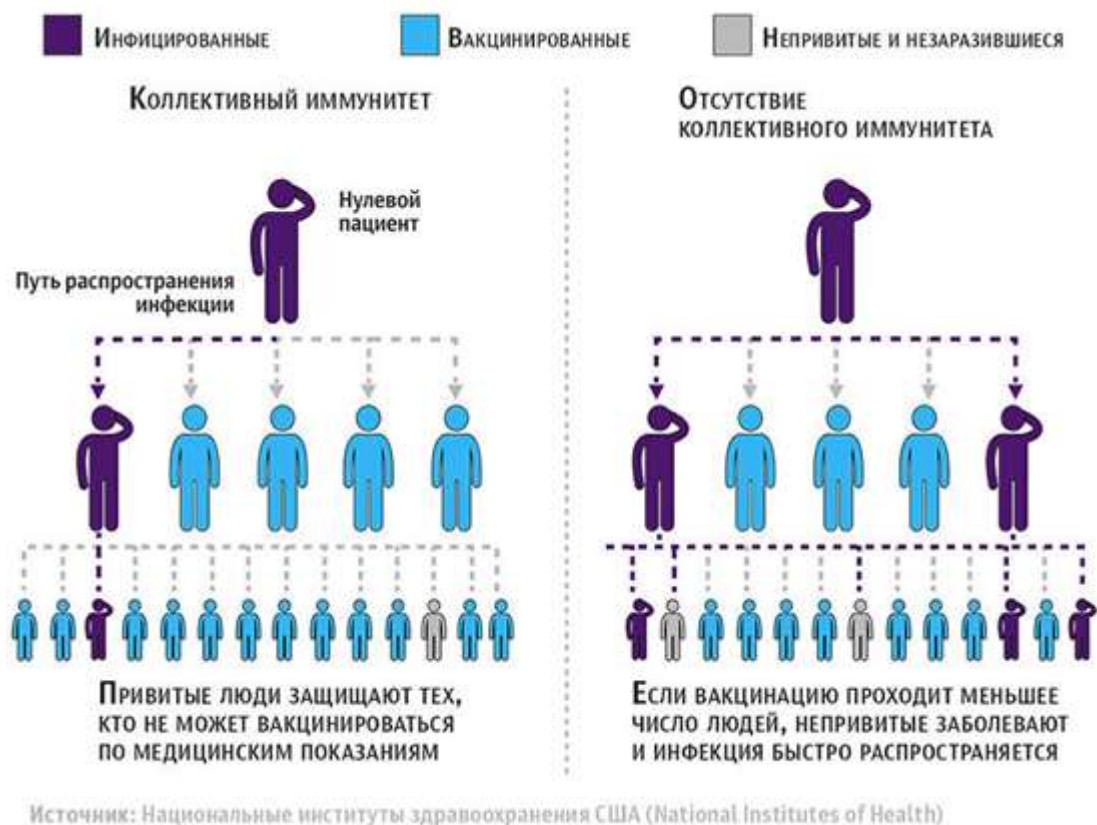 Инфицированные
Вакцинированные
Непривитые и незаразившиеся
Коллективный иммунитет
Нулевой
пациент
Путь распространения
инфекции
Привитые люди защищают тех,
кто не может вакцинироваться
по медицинским показаниям
Отсутствие
коллективного иммунитета
Если вакцинацию проходит меньшее
число людей, непривитые заболевают
и инфекция быстро распространяется
Источник: Национальные институты здравоохранения США (National Institutes of Health)